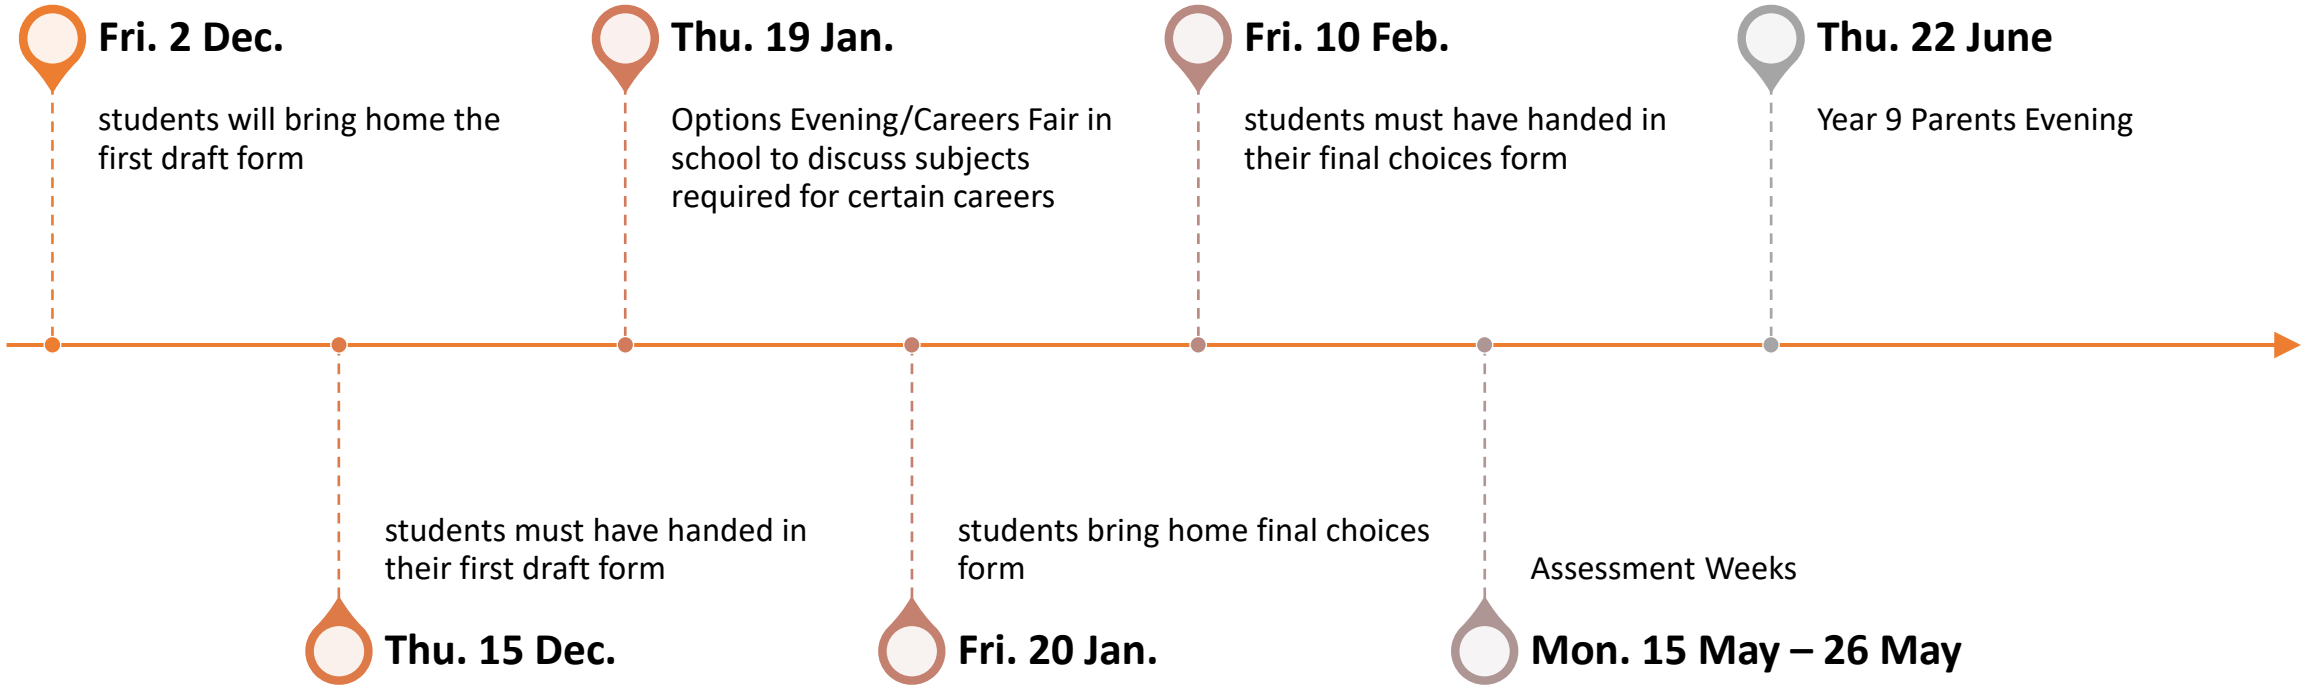 Fri. 2 Dec.
students will bring home the
first draft form
Thu. 15 Dec.
students must have handed in
their first draft form
Thu. 19 Jan.
Options Evening/Careers Fair in
school to discuss subjects
required for certain careers
Fri. 20 Jan.
students bring home final choices
form
Fri. 10 Feb.
students must have handed in
their final choices form
Mon. 15 May – 26 May
Assessment Weeks
Thu. 22 June
Year 9 Parents Evening